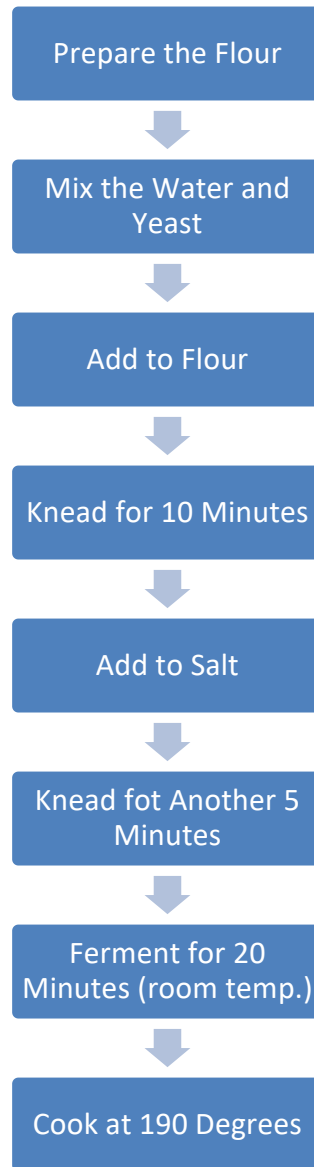 Prepare the Flour
Mix the Water and
Yeast
Add to Flour
Knead for 10 Minutes
Add to Salt
Knead fot Another 5
Minutes
Ferment for 20
Minutes (room temp.)
Cook at 190 Degrees